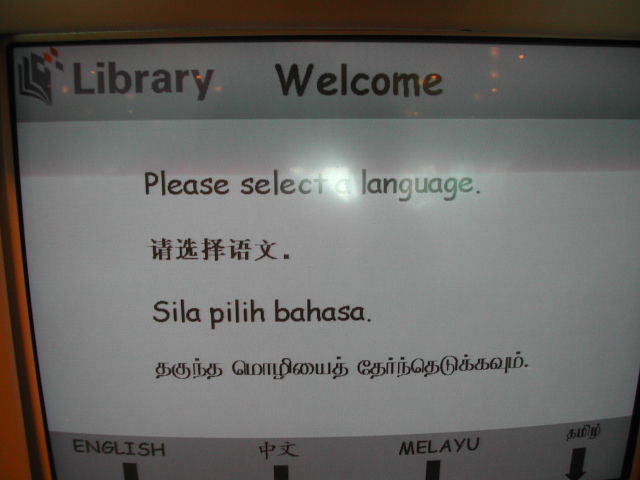 Library Welcome
Please select a language.
请选择语文。
Sila pilih bahasa.
தகுந்த மொழியைத் தேர்ந்தெடுக்கவும்.
ENGLISH 中文 MELAYU தமிழ்